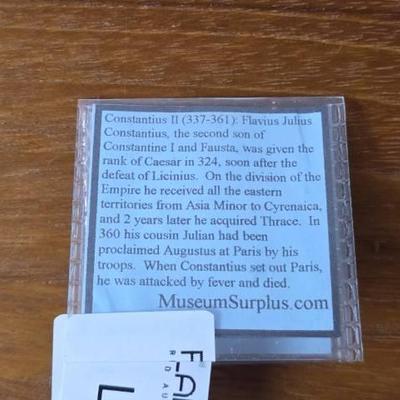 Constantius II (337-361): Flavius Julius
Constantius, the second son of
Constantine I and Fausta, was given the
rank of Caesar in 324, soon after the
defeat of Licinius. On the division of the
Empire he received all the eastern
territories from Asia Minor to Cyrenaica,
and 2 years later he acquired Thrace. In
360 his cousin Julian had been
proclaimed Augustus at Paris by his
troops. When Constantius set out Paris,
he was attacked by fever and died.
MuseumSurplus.com